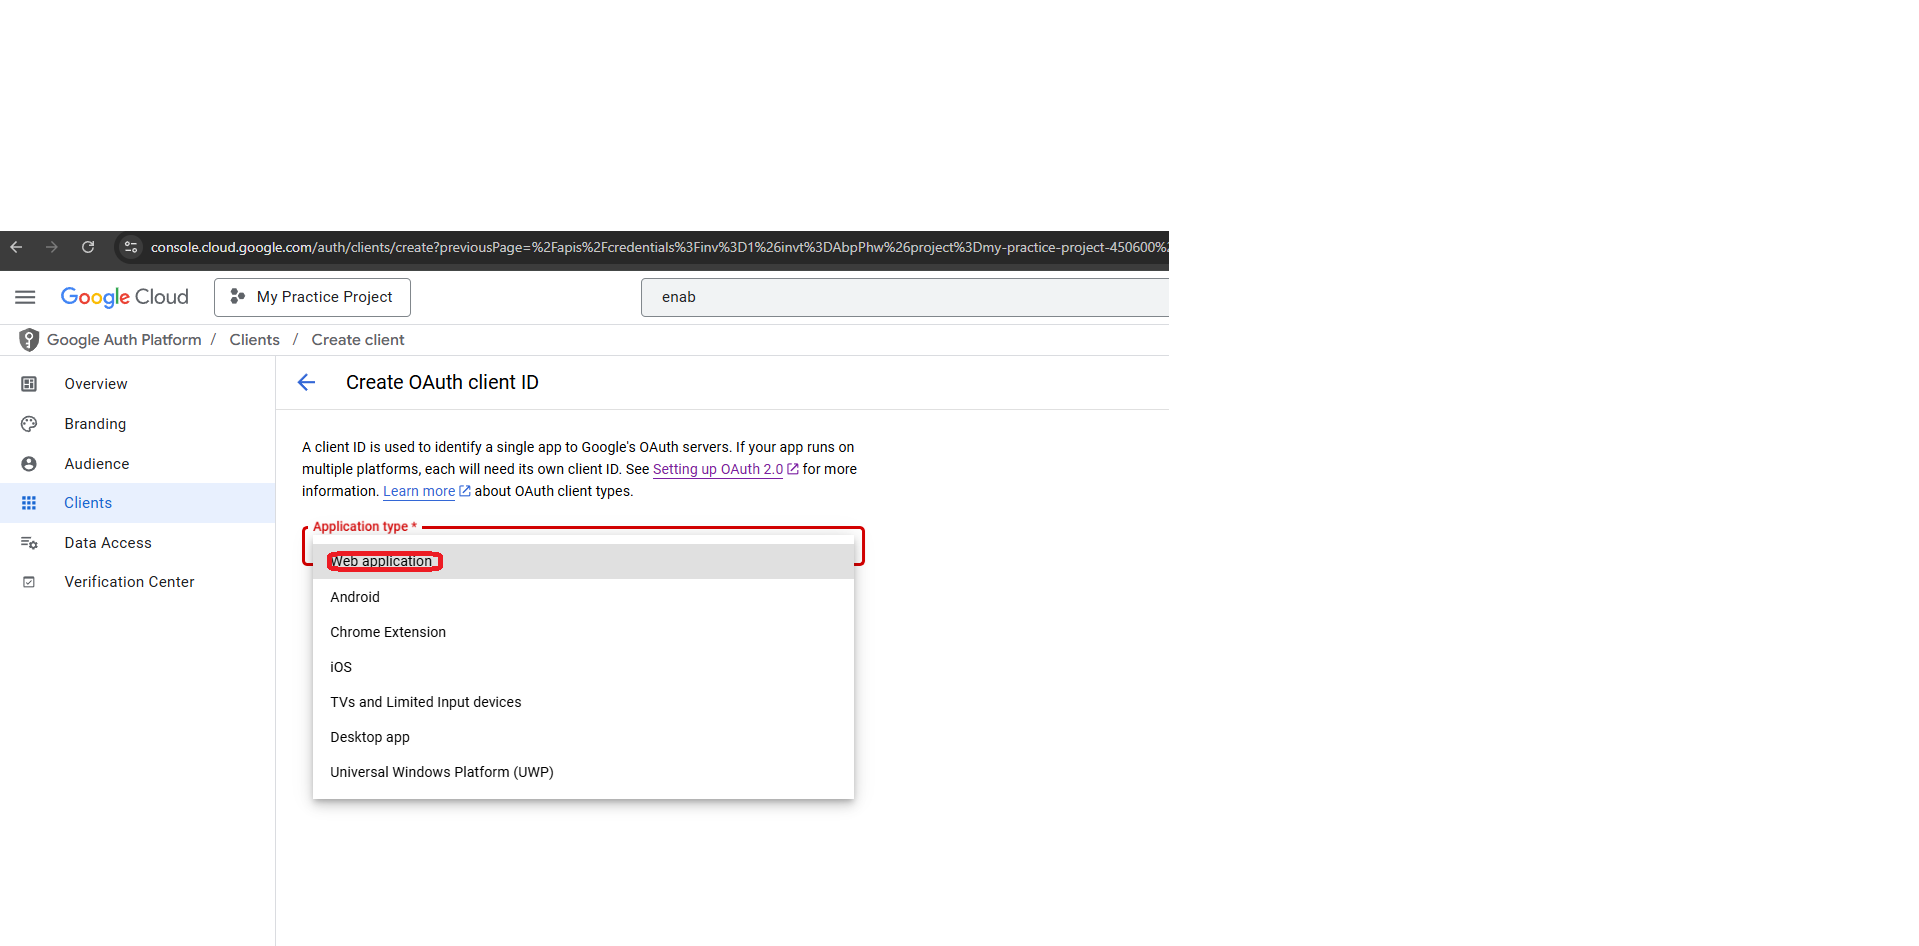 console.cloud.google.com/auth/clients/create?previousPage=%2Fapis%2Fcredentials%3Finv%3D1%26invt%3DAbpPhw%26project%3Dmy-practice-project-450600%
Google Cloud
My Practice Project
enab
Google Auth Platform / Clients / Create client
Overview
Branding
Audience
Clients
Data Access
Verification Center
Create OAuth client ID
A client ID is used to identify a single app to Google's OAuth servers. If your app runs on
multiple platforms, each will need its own client ID. See Setting up OAuth 2.0 for more
information. Learn more about OAuth client types.
Application type *
Web application
Android
Chrome Extension
iOS
TVs and Limited Input devices
Desktop app
Universal Windows Platform (UWP)